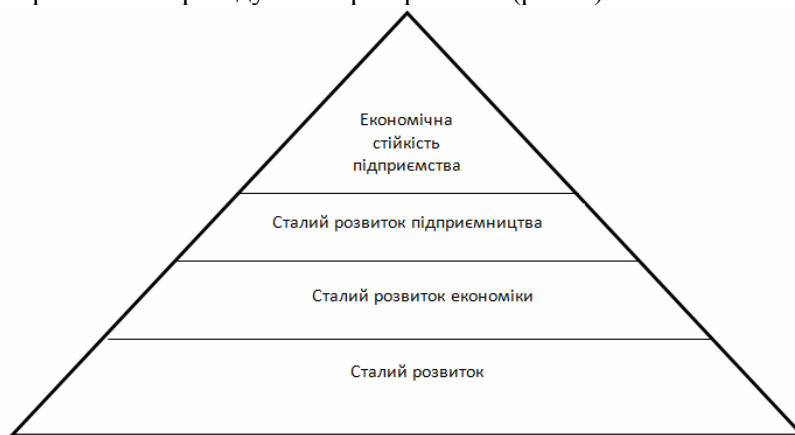 Економічна
стійкість
підприємства
Сталий розвиток підприємництва
Сталий розвиток економіки
Сталий розвиток